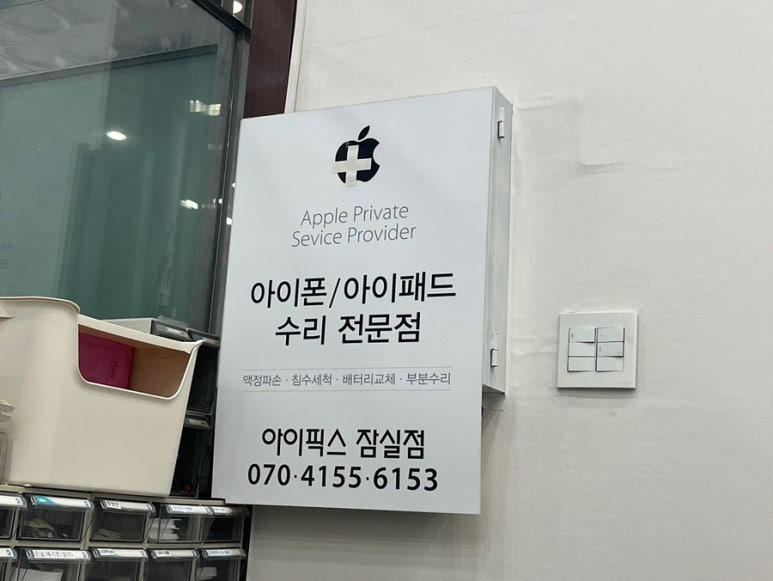 Apple Private
Sevice Provider
아이폰/아이패드
수리 전문점
액정파손 · 침수세척 · 배터리교체 · 부분수리
아이픽스 잠실점
070·4155·6153